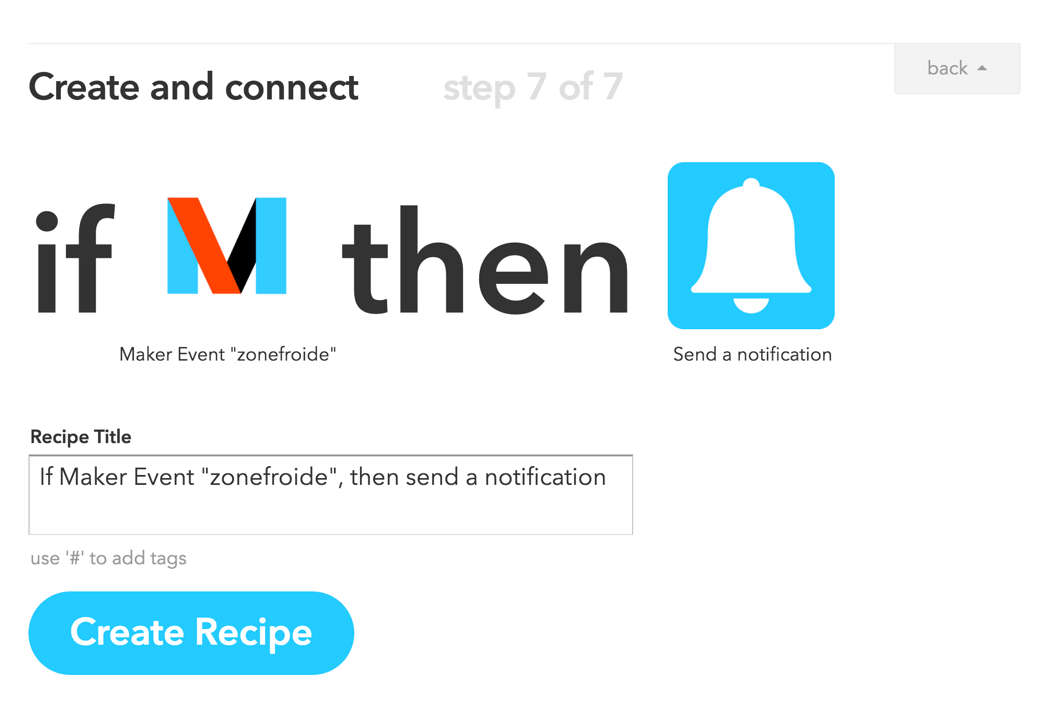 back
Create and connect step 7 of 7
if M then
Maker Event "zonefroide" Send a notification
Recipe Title
If Maker Event "zonefroide", then send a notification
use '#' to add tags
Create Recipe